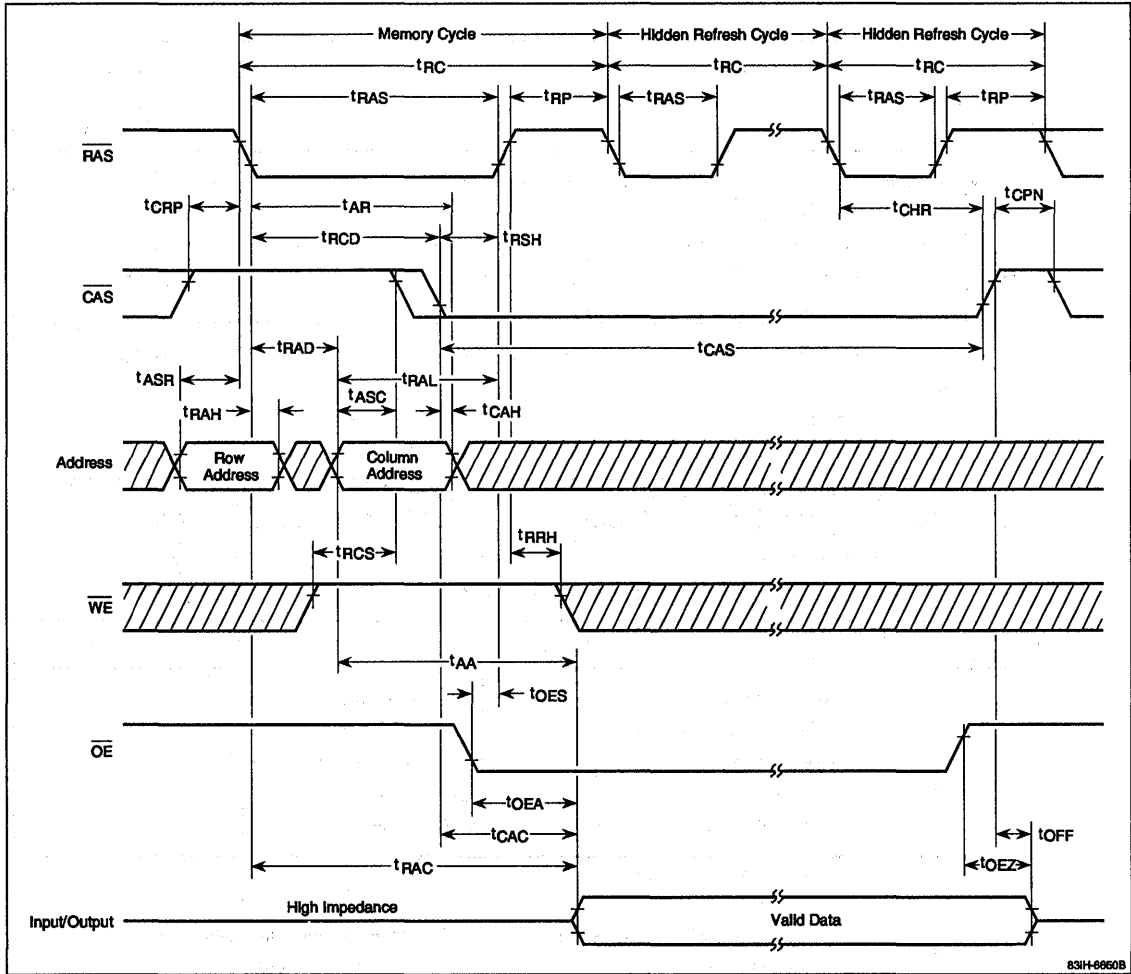 Memory Cycle Hidden Refresh Cycle Hidden Refresh Cycle
tRC tRC tRC
tRAS tRP tRAS tRAS tRP
RAS
tCRP tAR tCHR tCPN
tRCD tRSH
CAS
tRAD tCAS
tASR tRAL
tRAH tASC tCAH
Address Row Address Column Address
tRCS tRRH
WE
tAA
tOES
OE
tOEA
tCAC tOFF
tRAC tOEZ
High Impedance
Input/Output Valid Data
83IH-6650B